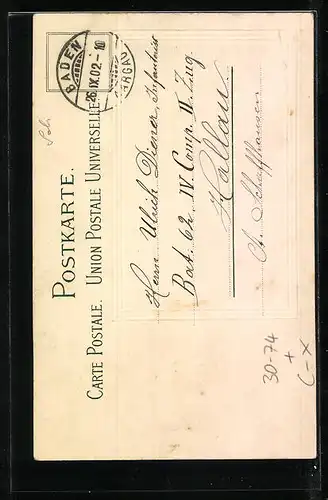 POSTKARTE.
CARTE POSTALE. UNION POSTALE UNIVERSELLE
BADEN
26.IX.02-10
(ARGAU)
Herrn Ulrich Diener, Infanterist
Bat. 62 IV. Comp. II. Zug.
Hallau
Ct. Schaffhausen
30-74
+
C-X